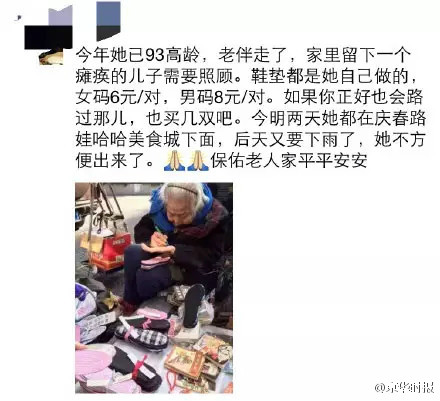 今年她已93高龄，老伴走了，家里留下一个
瘫痪的儿子需要照顾。鞋垫都是她自己做的，
女码6元/对，男码8元/对。如果你正好也会路
过那儿，也买几双吧。今明两天她都在庆春路
娃哈哈美食城下面，后天又要下雨了，她不方
便出来了。🙏🙏保佑老人家平平安安
@京华时报